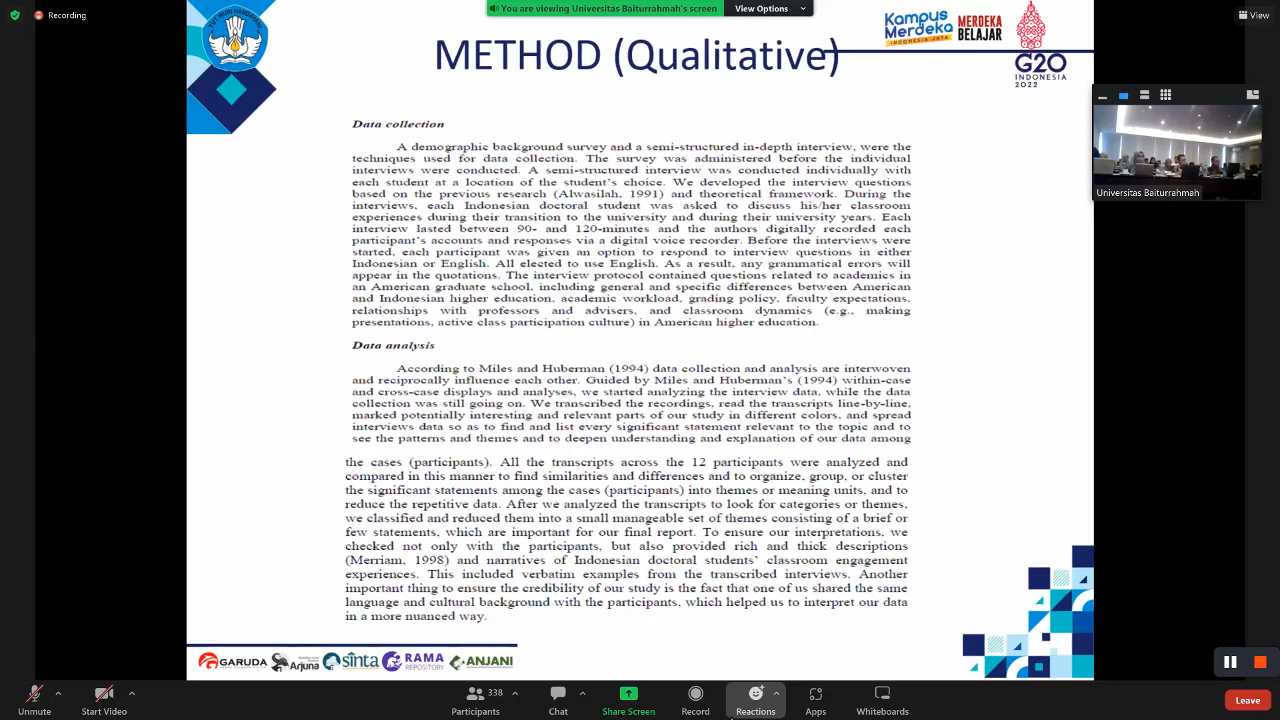 You are viewing Universitas Baiturrahmah's screen
View Options
View
Recording
TUT WURI HANDAYANI
Kampus
Merdeka
INDONESIA JAYA
MERDEKA
BELAJAR
G20
INDONESIA
2022
METHOD (Qualitative)
Data collection
A demographic background survey and a semi-structured in-depth interview, were the
techniques used for data collection. The survey was administered before the individual
interviews were conducted. A semi-structured interview was conducted individually with
each student at a location of the student's choice. We developed the interview questions
based on the previous research (Alwasilah, 1991) and theoretical framework. During the
interviews, each Indonesian doctoral student was asked to discuss his/her classroom
experiences during their transition to the university and during their university years. Each
interview lasted between 90- and 120-minutes and the authors digitally recorded each
participant's accounts and responses via a digital voice recorder. Before the interviews were
started, each participant was given an option to respond to interview questions in either
Indonesian or English. All elected to use English. As a result, any grammatical errors will
appear in the quotations. The interview protocol contained questions related to academics in
an American graduate school, including general and specific differences between American
and Indonesian higher education, academic workload, grading policy, faculty expectations,
relationships with professors and advisers, and classroom dynamics (e.g., making
presentations, active class participation culture) in American higher education.
Data analysis
According to Miles and Huberman (1994) data collection and analysis are interwoven
and reciprocally influence each other. Guided by Miles and Huberman's (1994) within-case
and cross-case displays and analyses, we started analyzing the interview data, while the data
collection was still going on. We transcribed the recordings, read the transcripts line-by-line,
marked potentially interesting and relevant parts of our study in different colors, and spread
interviews data so as to find and list every significant statement relevant to the topic and to
see the patterns and themes and to deepen understanding and explanation of our data among
the cases (participants). All the transcripts across the 12 participants were analyzed and
compared in this manner to find similarities and differences and to organize, group, or cluster
the significant statements among the cases (participants) into themes or meaning units, and to
reduce the repetitive data. After we analyzed the transcripts to look for categories or themes,
we classified and reduced them into a small manageable set of themes consisting of a brief or
few statements, which are important for our final report. To ensure our interpretations, we
checked not only with the participants, but also provided rich and thick descriptions
(Merriam, 1998) and narratives of Indonesian doctoral students' classroom engagement
experiences. This included verbatim examples from the transcribed interviews. Another
important thing to ensure the credibility of our study is the fact that one of us shared the same
language and cultural background with the participants, which helped us to interpret our data
in a more nuanced way.
Universitas Baiturrahmah
GARUDA
Arjuna
sinta
RAMA
REPOSITORY
ANJANI
Unmute
Start Video
338
Participants
Chat
Share Screen
Record
Reactions
Apps
Whiteboards
Leave